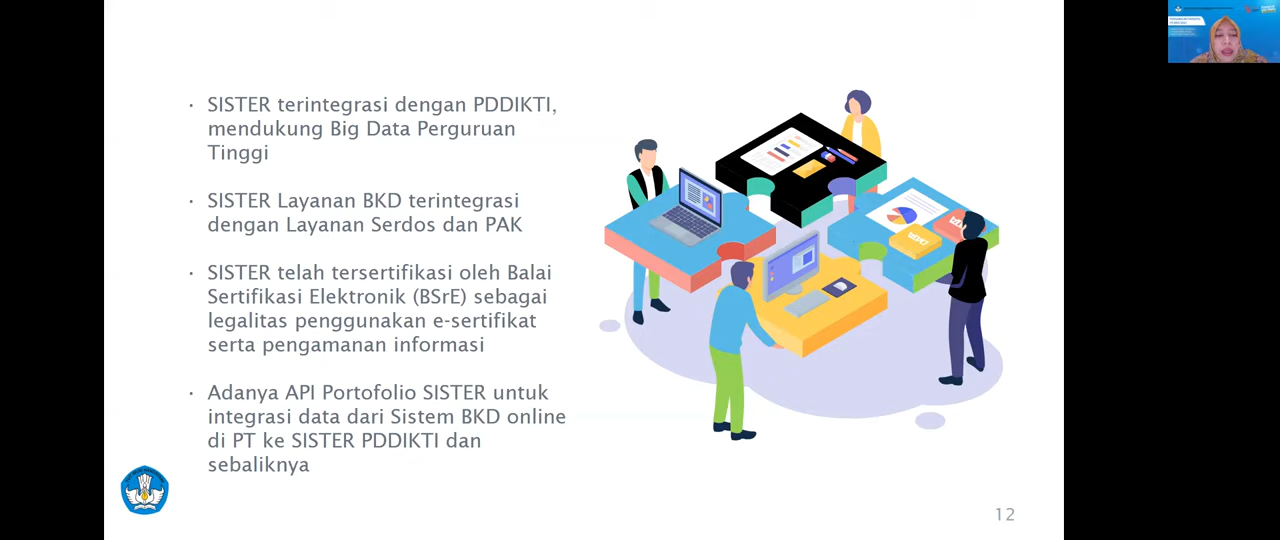 · SISTER terintegrasi dengan PDDIKTI,
mendukung Big Data Perguruan
Tinggi
· SISTER Layanan BKD terintegrasi
dengan Layanan Serdos dan PAK
· SISTER telah tersertifikasi oleh Balai
Sertifikasi Elektronik (BSrE) sebagai
legalitas penggunakan e-sertifikat
serta pengamanan informasi
· Adanya API Portofolio SISTER untuk
integrasi data dari Sistem BKD online
di PT ke SISTER PDDIKTI dan
sebaliknya
12